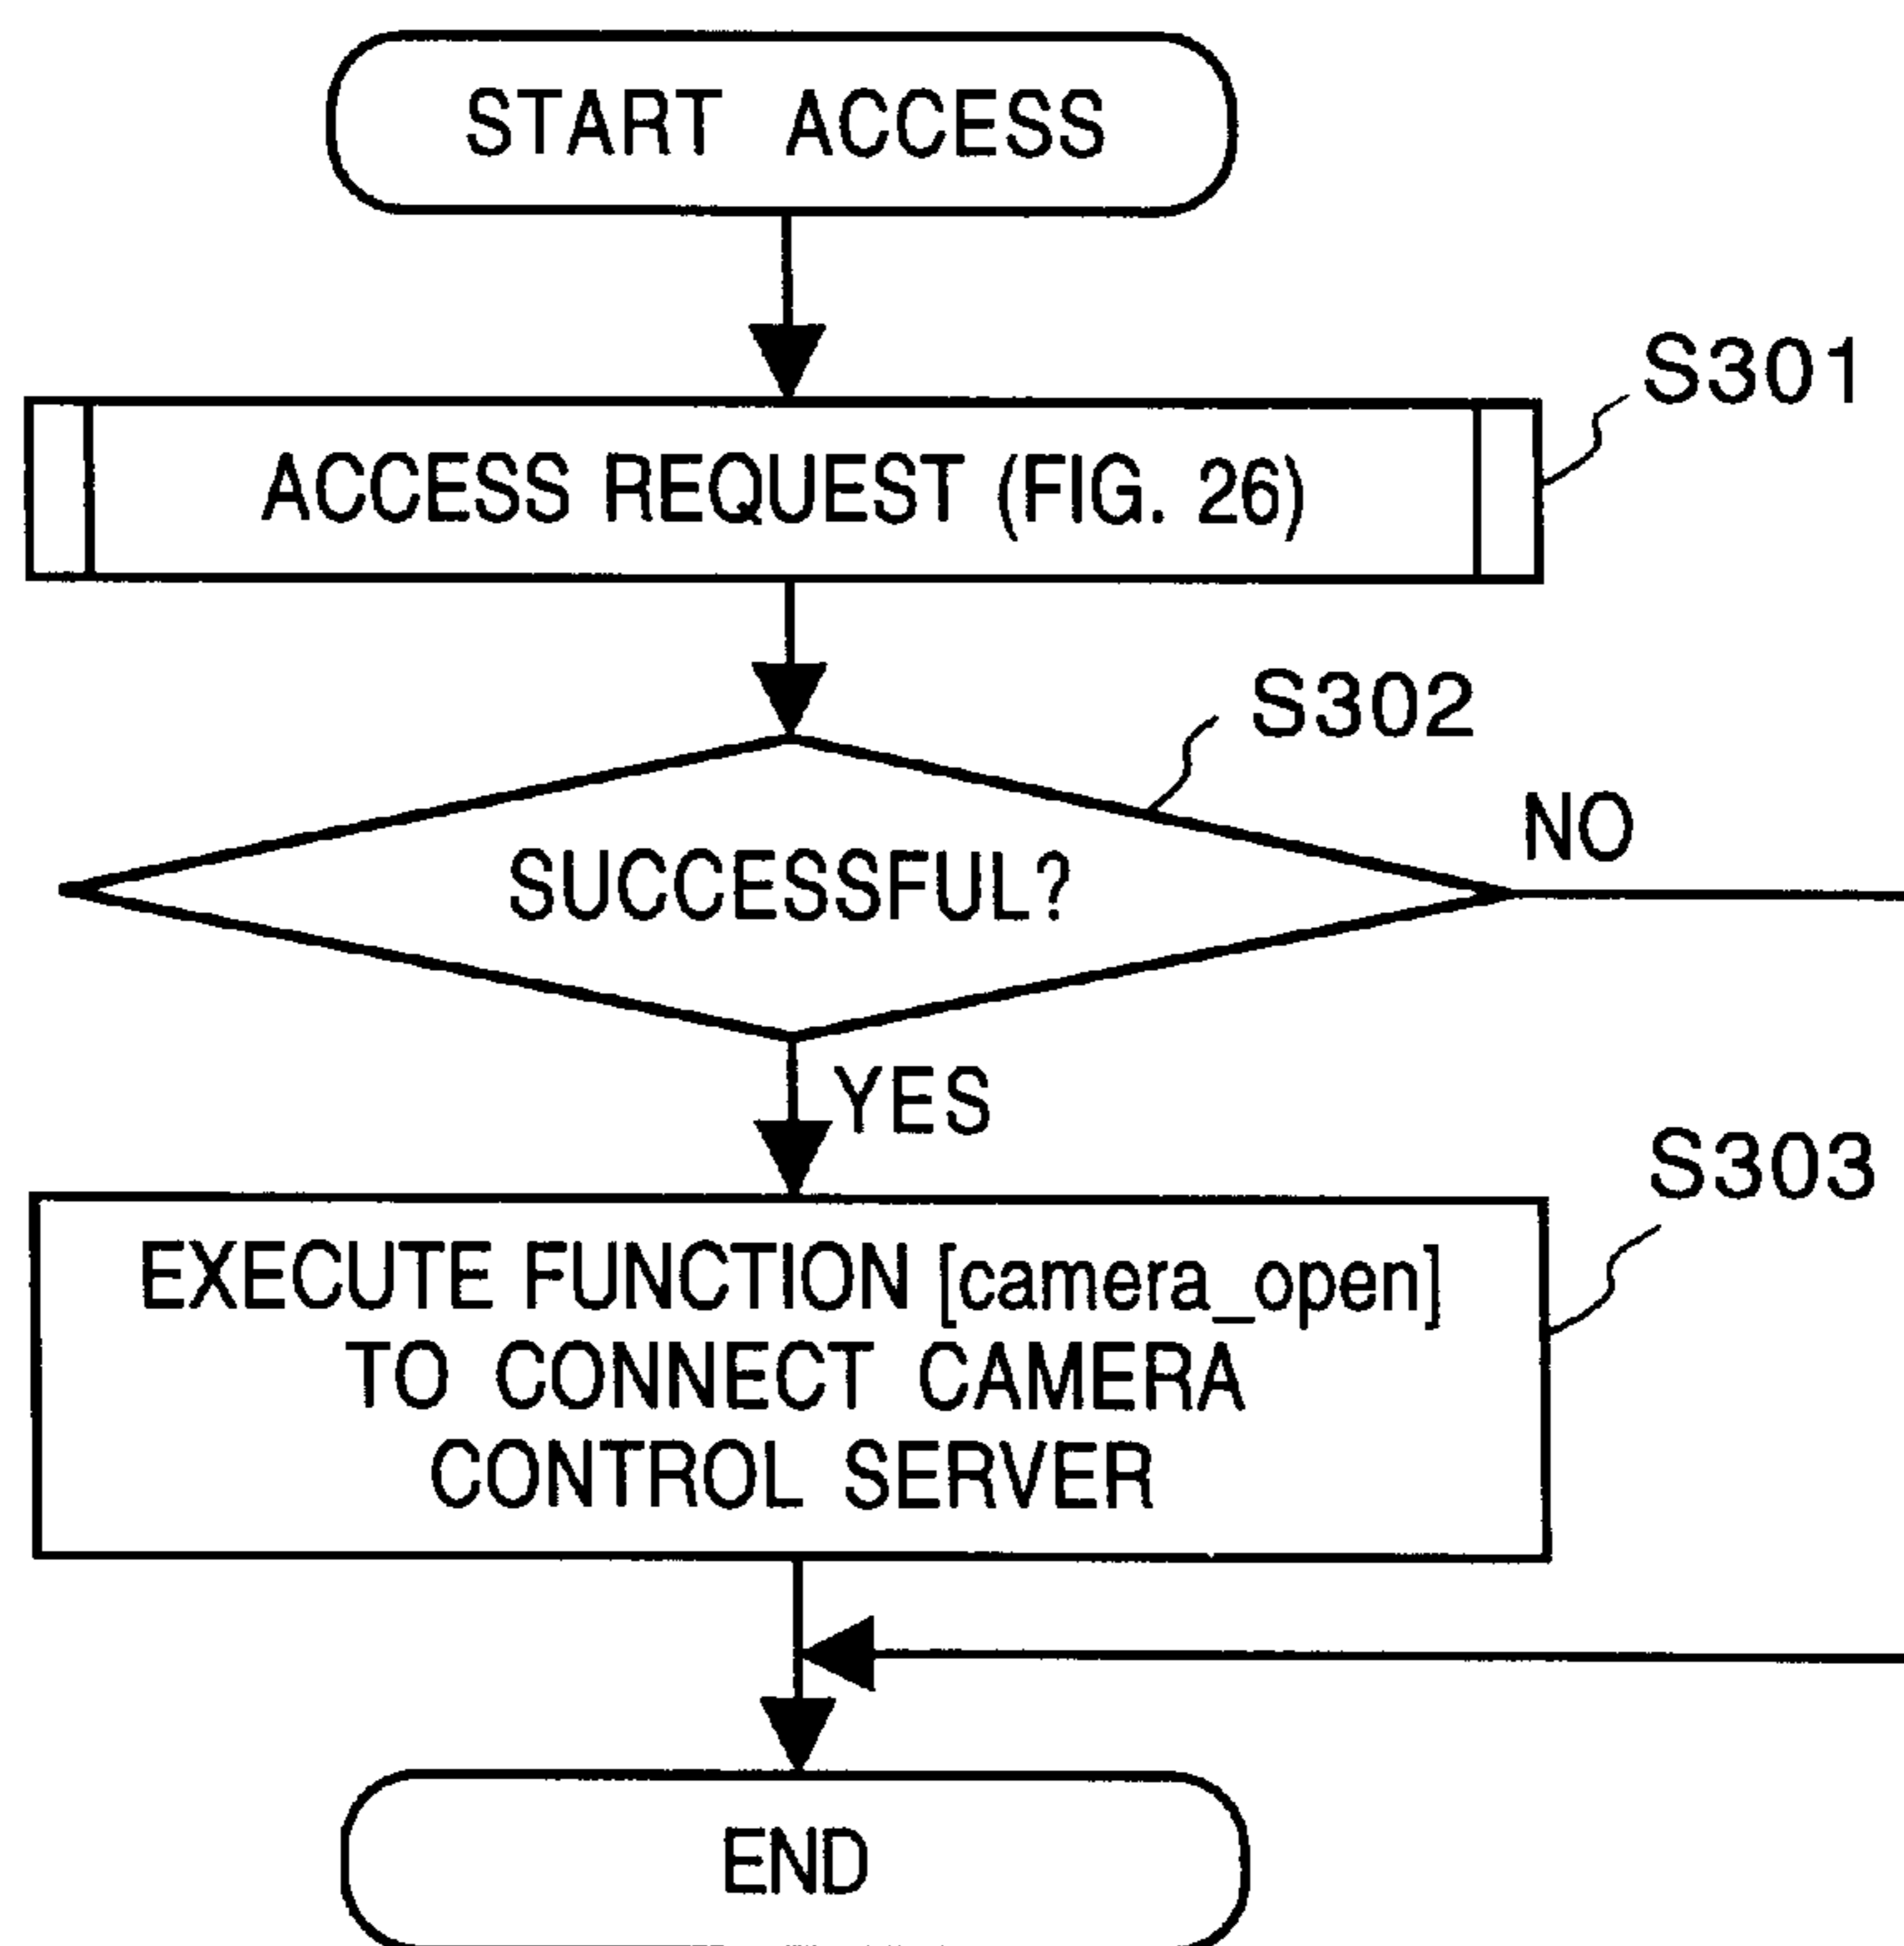 START ACCESS
S301
ACCESS REQUEST (FIG. 26)
S302
NO
SUCCESSFUL?
YES
S303
EXECUTE FUNCTION [camera_open]
TO CONNECT CAMERA
CONTROL SERVER
END